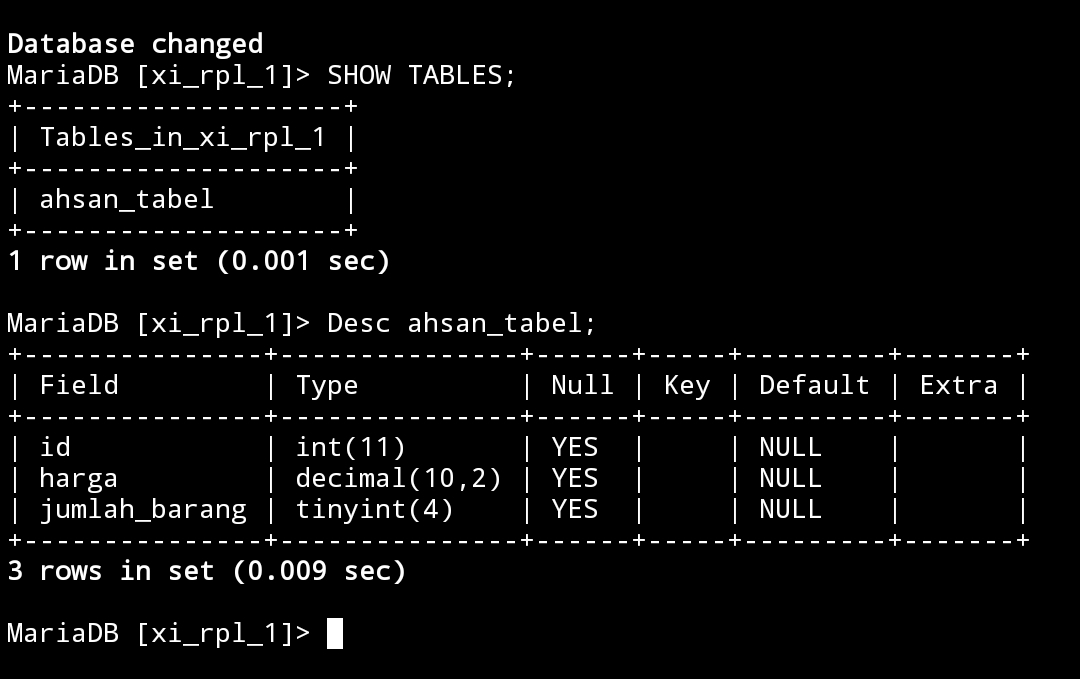 Database changed
MariaDB [xi_rpl_1]> SHOW TABLES;
+--------------------+
| Tables_in_xi_rpl_1 |
+--------------------+
| ahsan_tabel        |
+--------------------+
1 row in set (0.001 sec)

MariaDB [xi_rpl_1]> Desc ahsan_tabel;
+---------------+---------------+------+-----+---------+-------+
| Field         | Type          | Null | Key | Default | Extra |
+---------------+---------------+------+-----+---------+-------+
| id            | int(11)       | YES  |     | NULL    |       |
| harga         | decimal(10,2) | YES  |     | NULL    |       |
| jumlah_barang | tinyint(4)    | YES  |     | NULL    |       |
+---------------+---------------+------+-----+---------+-------+
3 rows in set (0.009 sec)

MariaDB [xi_rpl_1]>